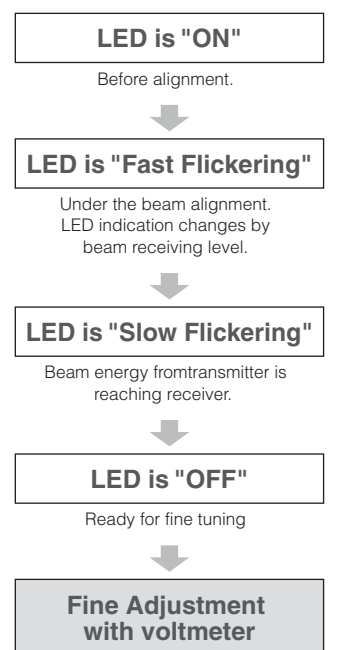 LED is "ON"
Before alignment.
LED is "Fast Flickering"
Under the beam alignment.
LED indication changes by
beam receiving level.
LED is "Slow Flickering"
Beam energy fromtransmitter is
reaching receiver.
LED is "OFF"
Ready for fine tuning
Fine Adjustment
with voltmeter